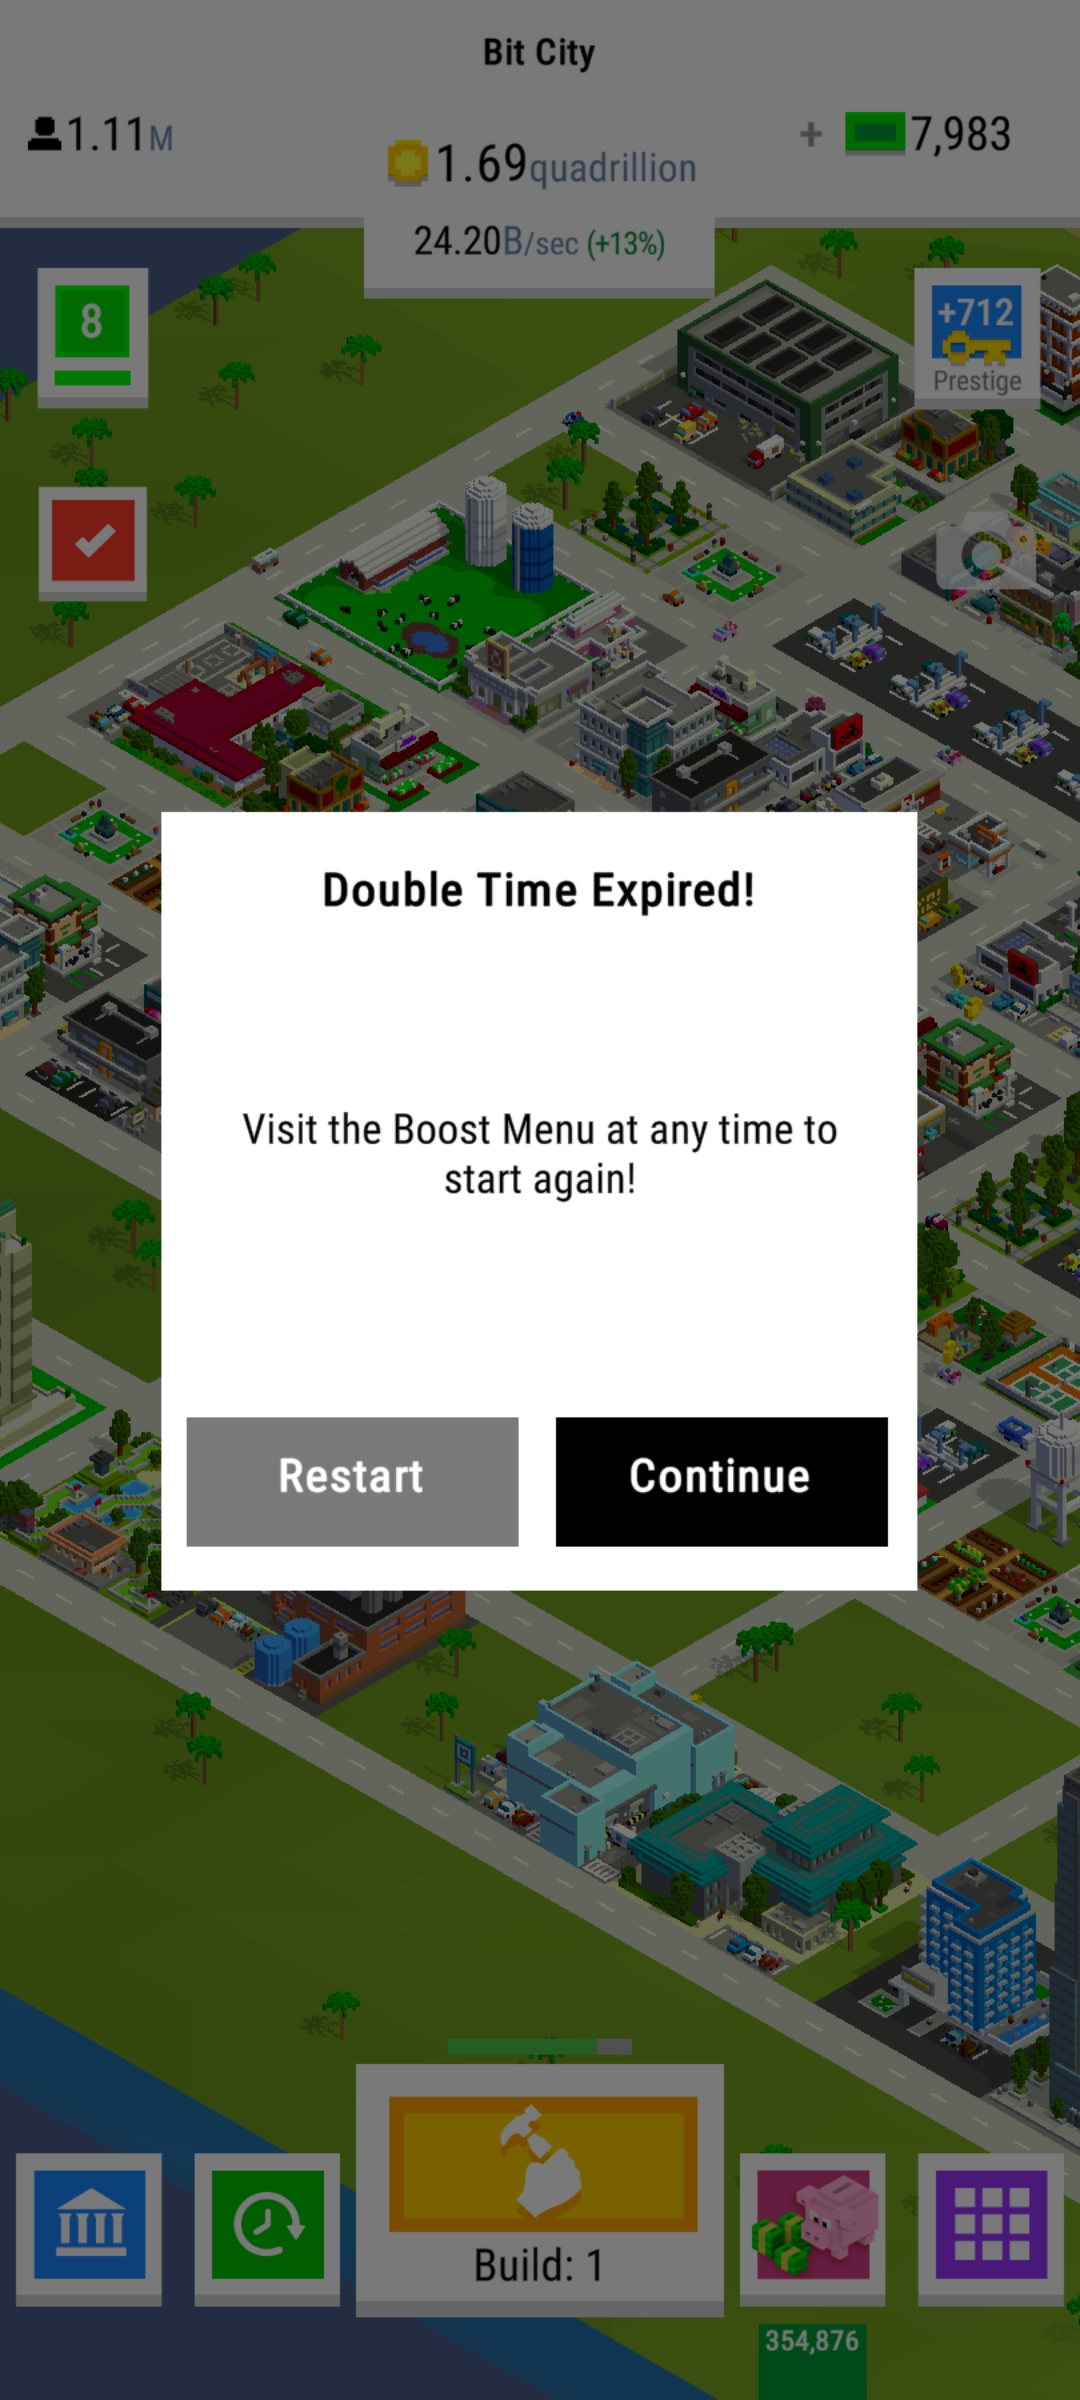 Bit City
1.11M
1.69quadrillion
+ 7,983
24.20B/sec (+13%)
8
+712
Prestige
Double Time Expired!
Visit the Boost Menu at any time to
start again!
Restart
Continue
Build: 1
354,876